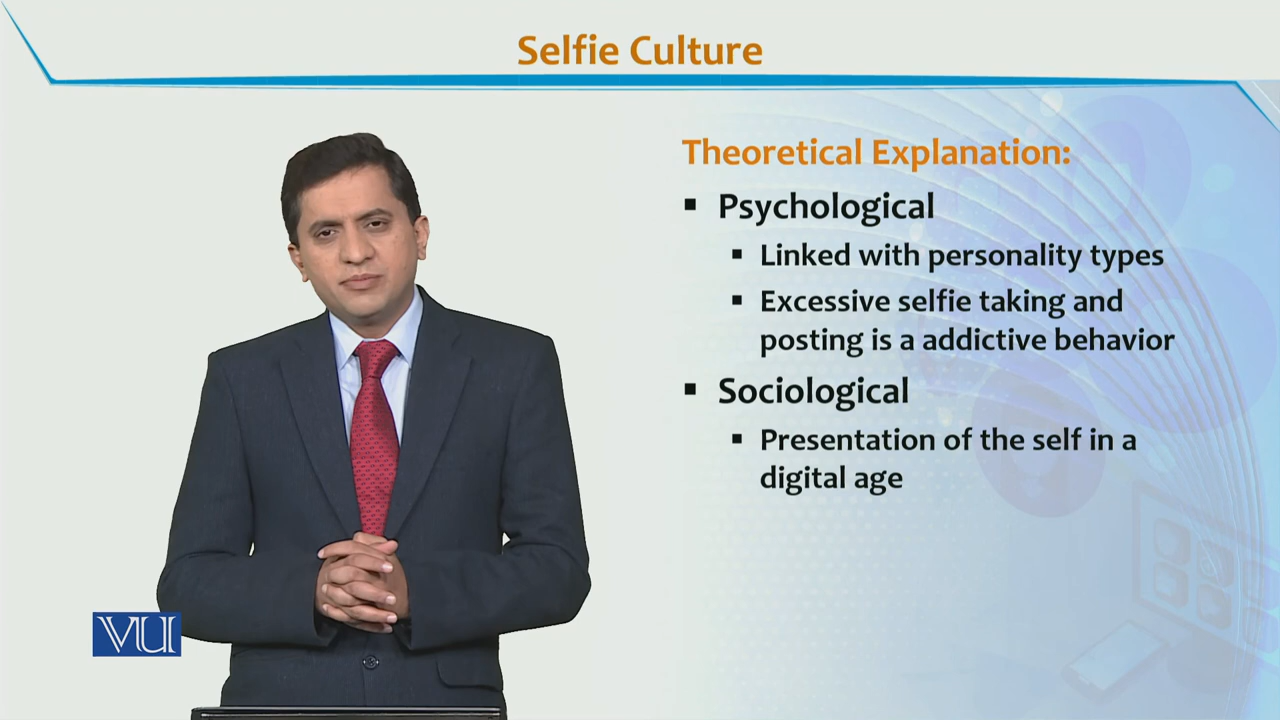 Selfie Culture
Theoretical Explanation:
Psychological
Linked with personality types
Excessive selfie taking and
posting is a addictive behavior
Sociological
Presentation of the self in a
digital age
VU